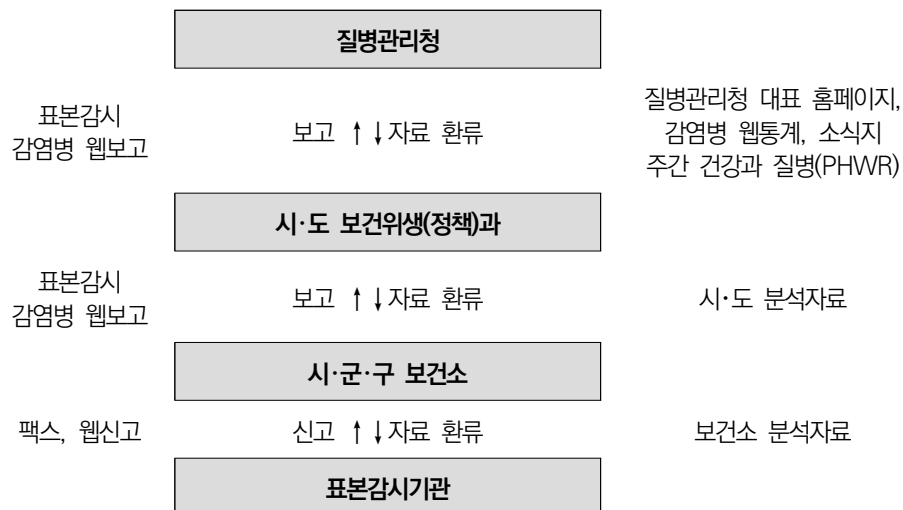 질병관리청
표본감시
감염병 웹보고
보고 ↑↓자료 환류
질병관리청 대표 홈페이지,
감염병 웹통계, 소식지
주간 건강과 질병(PHWR)
시·도 보건위생(정책)과
표본감시
감염병 웹보고
보고 ↑↓자료 환류
시·도 분석자료
시·군·구 보건소
팩스, 웹신고
신고 ↑↓자료 환류
보건소 분석자료
표본감시기관